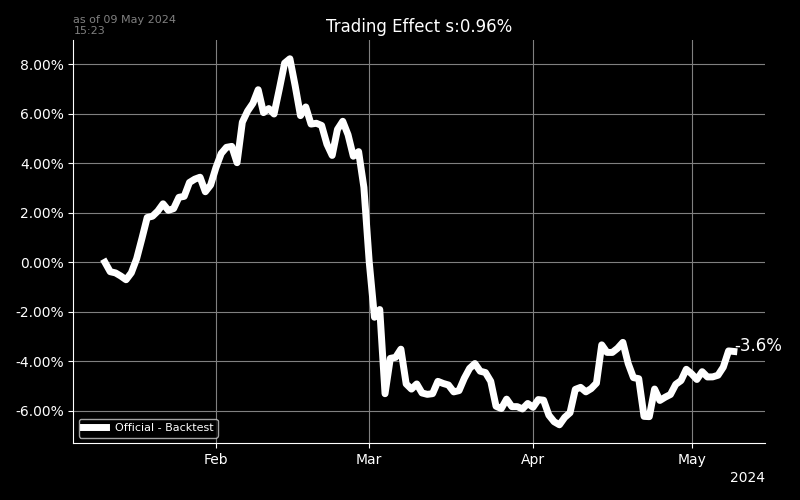 as of 09 May 2024
15:23
Trading Effect s:0.96%
8.00%
6.00%
4.00%
2.00%
0.00%
-2.00%
-4.00%
-6.00%
-3.6%
Official - Backtest
Feb
Mar
Apr
May
2024